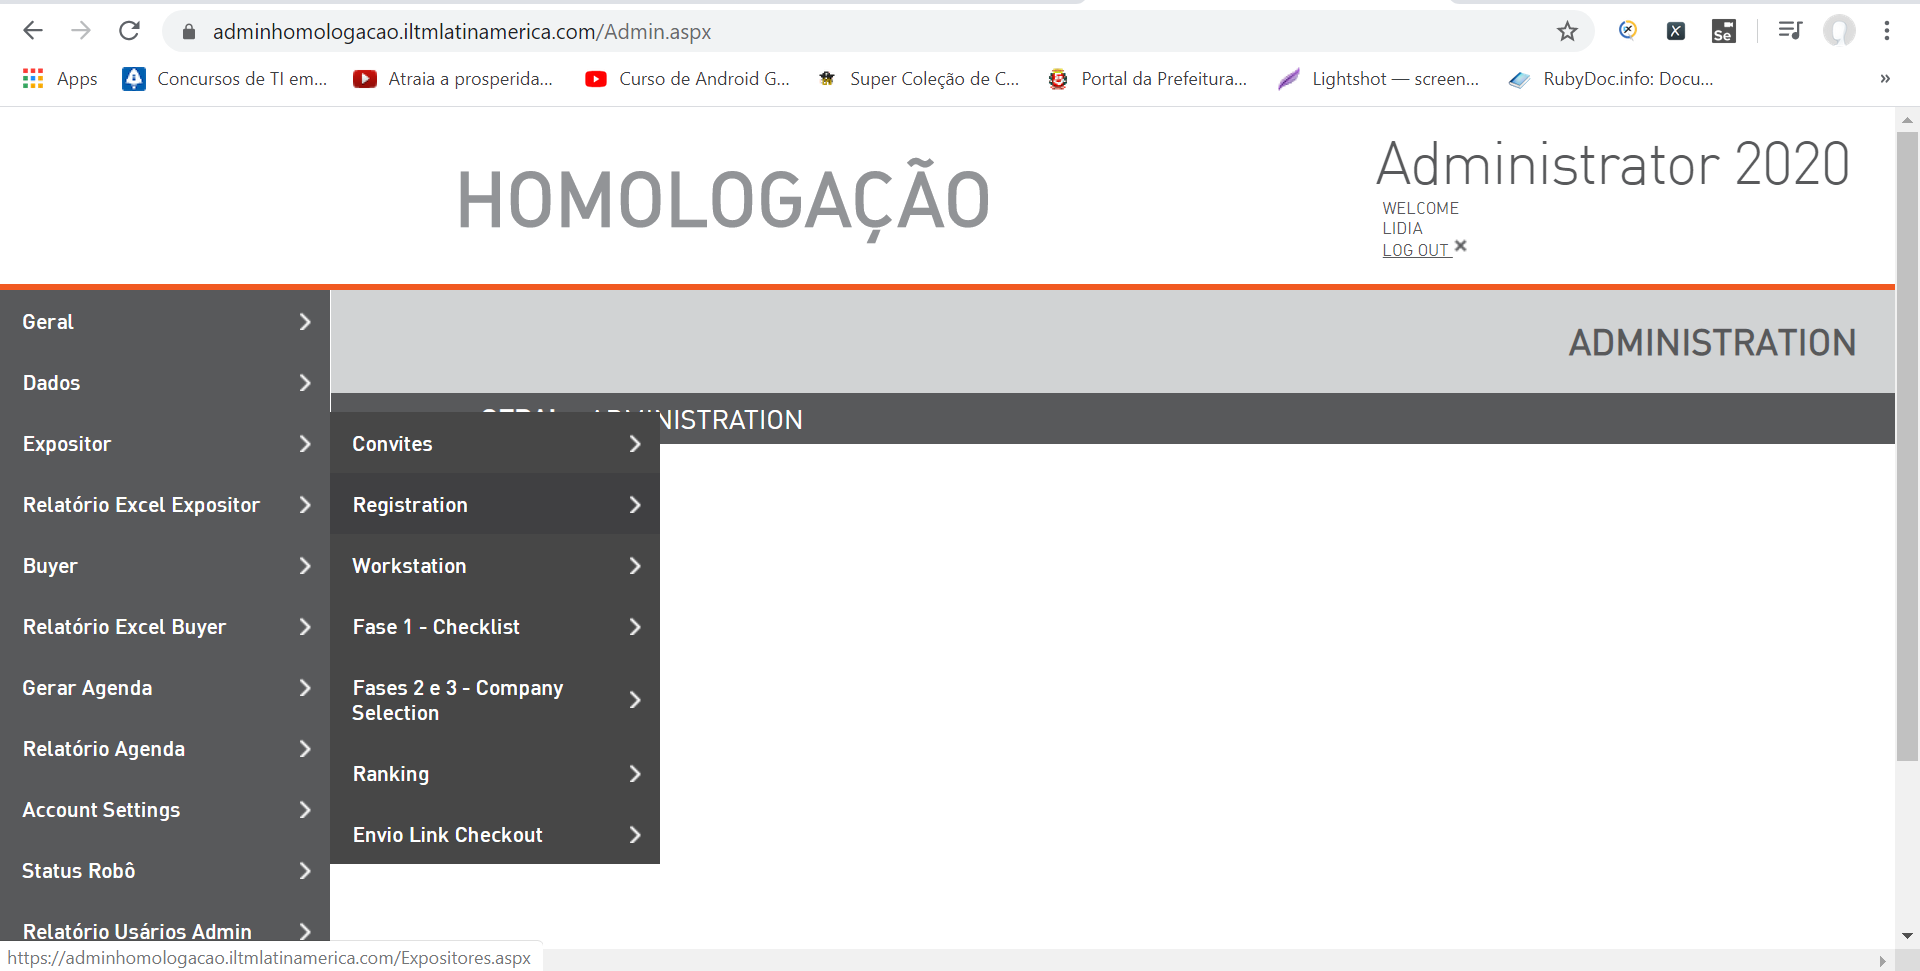 adminhomologacao.iltmlatinamerica.com/Admin.aspx
Se
Apps
Concursos de TI em...
Atraia a prosperida...
Curso de Android G...
Super Coleção de C...
Portal da Prefeitura...
Lightshot — screen...
RubyDoc.info: Docu...
»
HOMOLOGAÇÃO
Administrator 2020
WELCOME
LIDIA
LOG OUT
ADMINISTRATION
NISTRATION
Geral
Dados
Expositor
Relatório Excel Expositor
Buyer
Relatório Excel Buyer
Gerar Agenda
Relatório Agenda
Account Settings
Status Robô
Relatório Usários Admin
Convites
Registration
Workstation
Fase 1 - Checklist
Fases 2 e 3 - Company
Selection
Ranking
Envio Link Checkout
https://adminhomologacao.iltmlatinamerica.com/Expositores.aspx